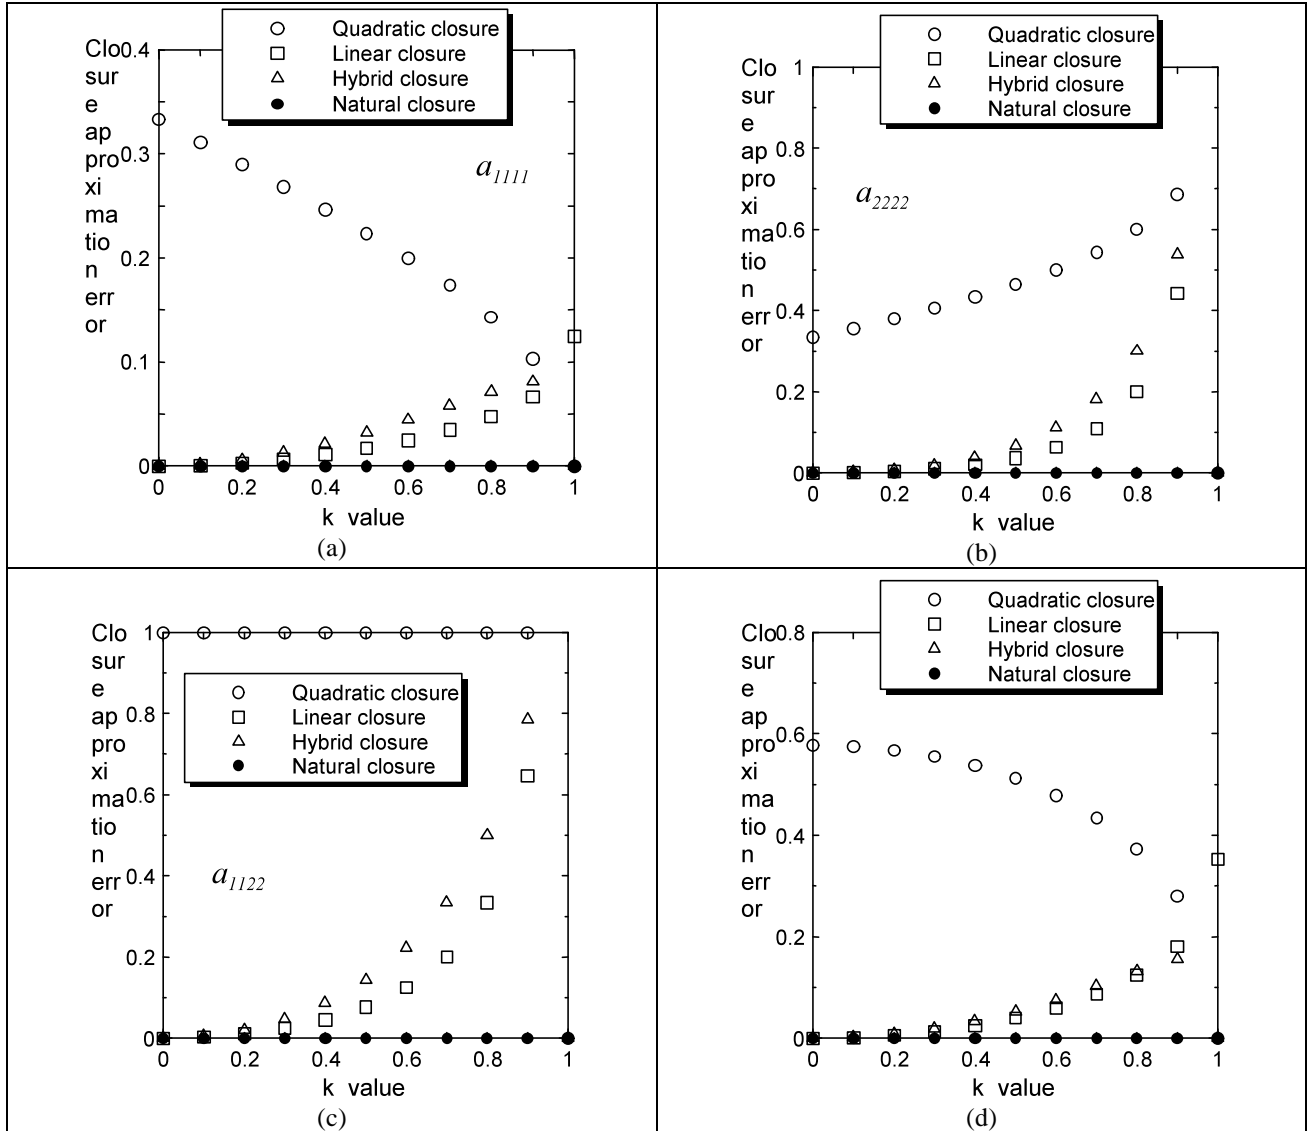 Quadratic closure
Linear closure
Hybrid closure
Natural closure
Clo
sur
e
ap
pro
xi
ma
tio
n
err
or
0.4
0.3
0.2
0.1
0
a1111
0 0.2 0.4 0.6 0.8 1
k value
(a)
Quadratic closure
Linear closure
Hybrid closure
Natural closure
Clo
sur
e
ap
pro
xi
ma
tio
n
err
or
1
0.8
0.6
0.4
0.2
0
a2222
0 0.2 0.4 0.6 0.8 1
k value
(b)
Clo
sur
e
ap
pro
xi
ma
tio
n
err
or
1
0.8
0.6
0.4
0.2
0
Quadratic closure
Linear closure
Hybrid closure
Natural closure
a1122
0 0.2 0.4 0.6 0.8 1
k value
(c)
Quadratic closure
Linear closure
Hybrid closure
Natural closure
Clo
sur
e
ap
pro
xi
ma
tio
n
err
or
0.8
0.6
0.4
0.2
0
0 0.2 0.4 0.6 0.8 1
k value
(d)